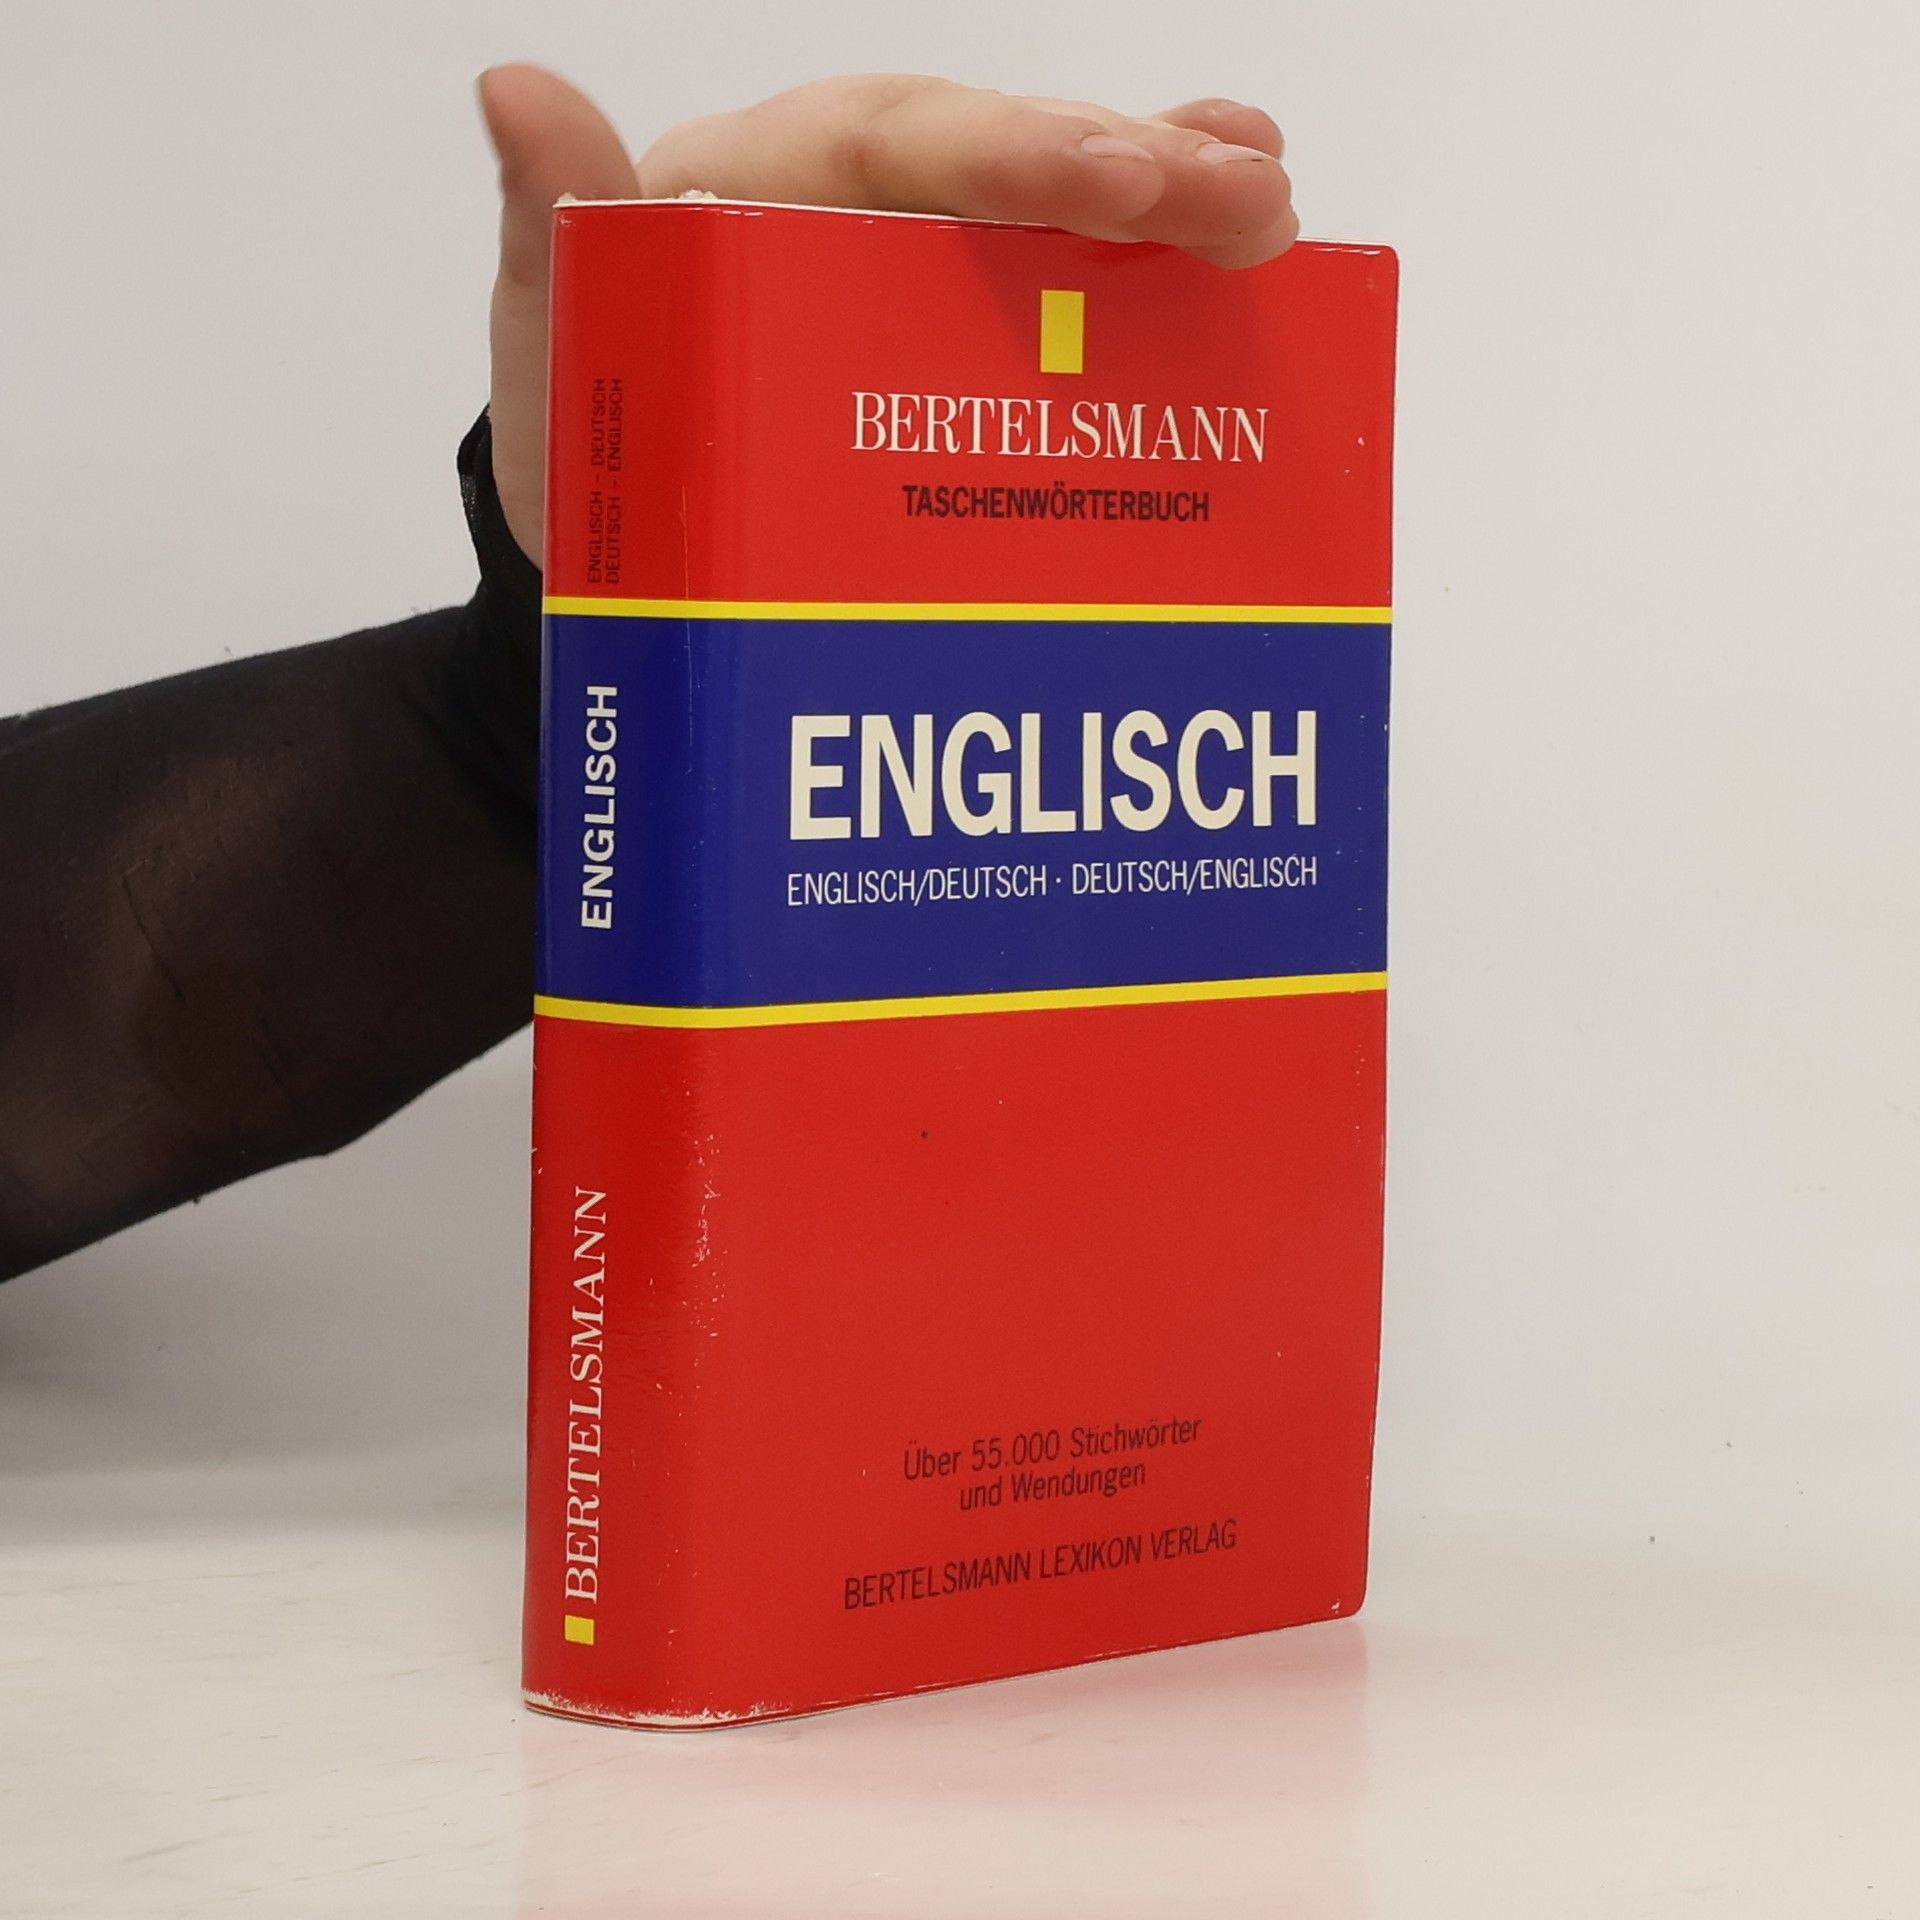 ENGLISCH – DEUTSCH
DEUTSCH – ENGLISCH
ENGLISCH
BERTELSMANN
BERTELSMANN
TASCHENWÖRTERBUCH
ENGLISCH
ENGLISCH/DEUTSCH · DEUTSCH/ENGLISCH
Über 55.000 Stichwörter
und Wendungen
BERTELSMANN LEXIKON VERLAG